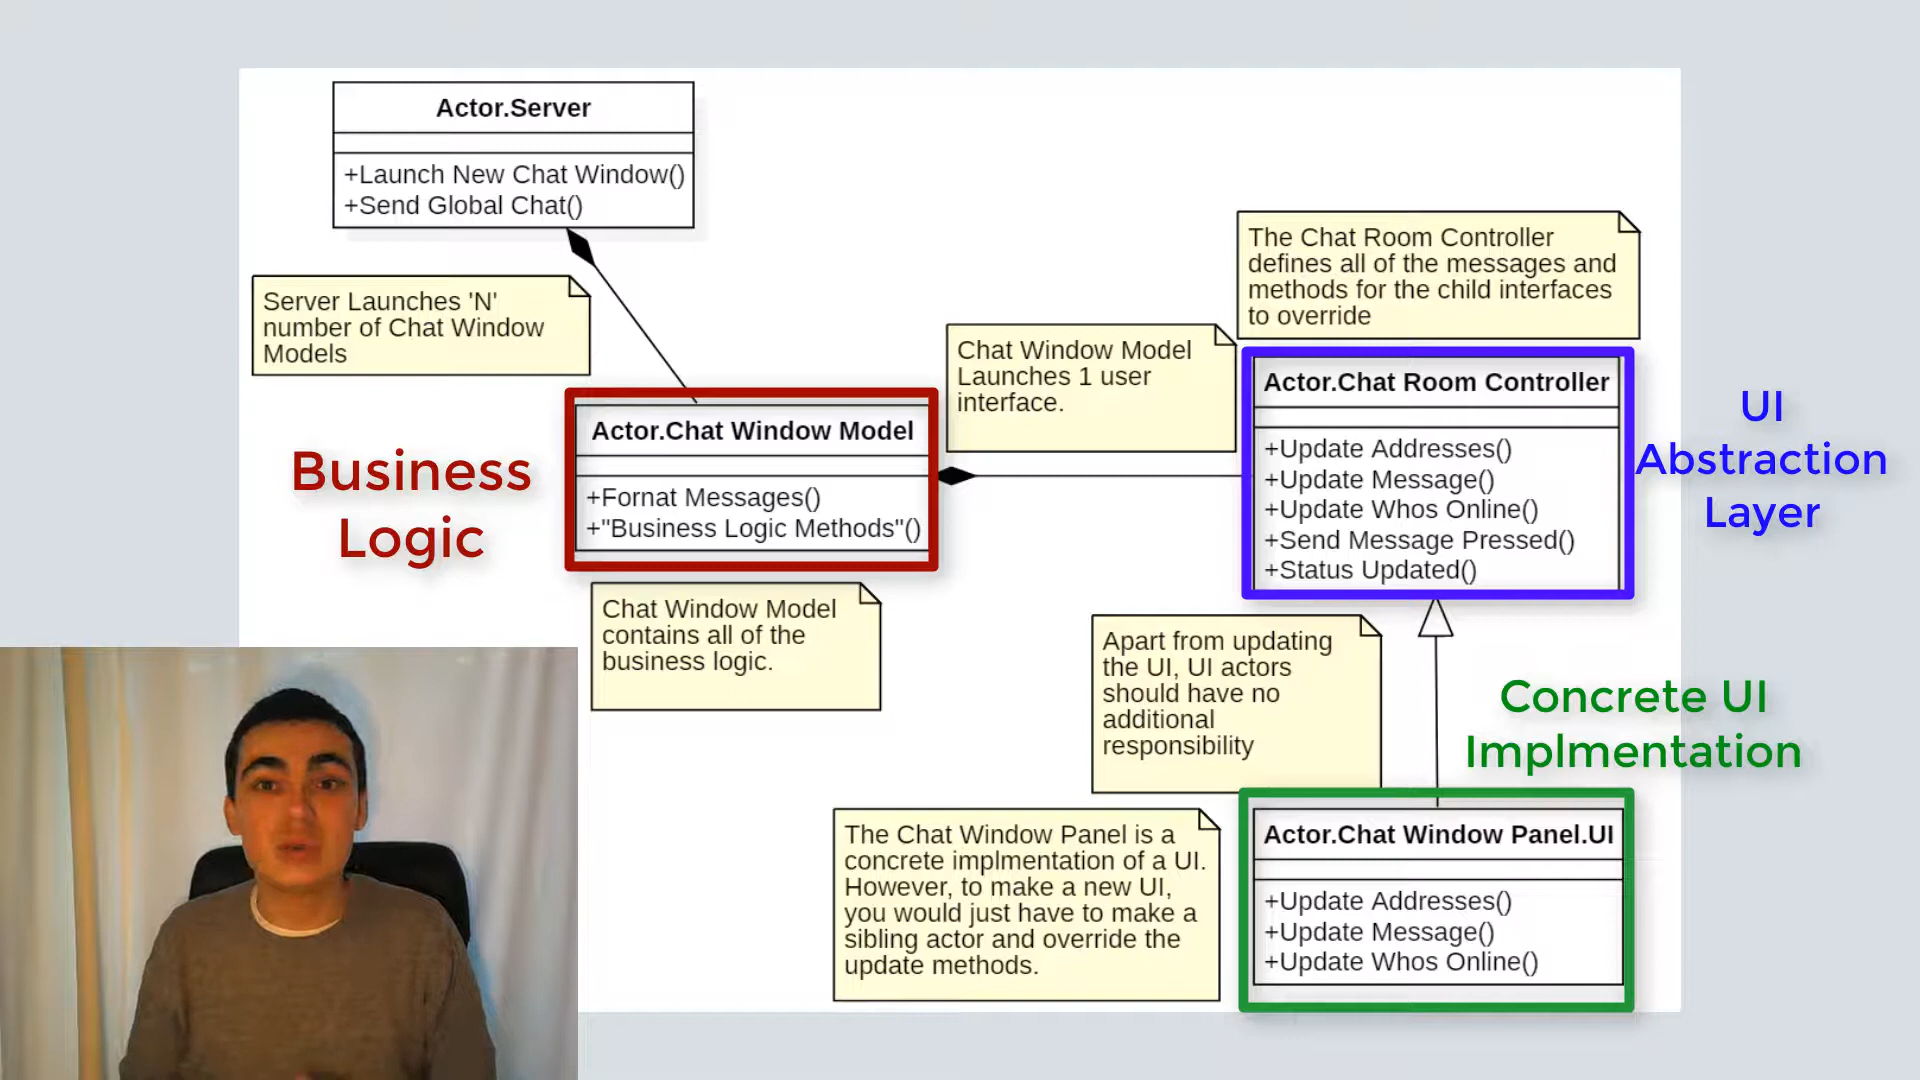 Actor.Server
+Launch New Chat Window()
+Send Global Chat()
Server Launches 'N'
number of Chat Window
Models
The Chat Room Controller
defines all of the messages and
methods for the child interfaces
to override
Chat Window Model
Launches 1 user
interface.
Business
Logic
Actor.Chat Window Model
+Fornat Messages()
+"Business Logic Methods"()
Actor.Chat Room Controller
+Update Addresses()
+Update Message()
+Update Whos Online()
+Send Message Pressed()
+Status Updated()
UI
Abstraction
Layer
Chat Window Model
contains all of the
business logic.
Apart from updating
the UI, UI actors
should have no
additional
responsibility
Concrete UI
Implmentation
The Chat Window Panel is a
concrete implmentation of a UI.
However, to make a new UI,
you would just have to make a
sibling actor and override the
update methods.
Actor.Chat Window Panel.UI
+Update Addresses()
+Update Message()
+Update Whos Online()